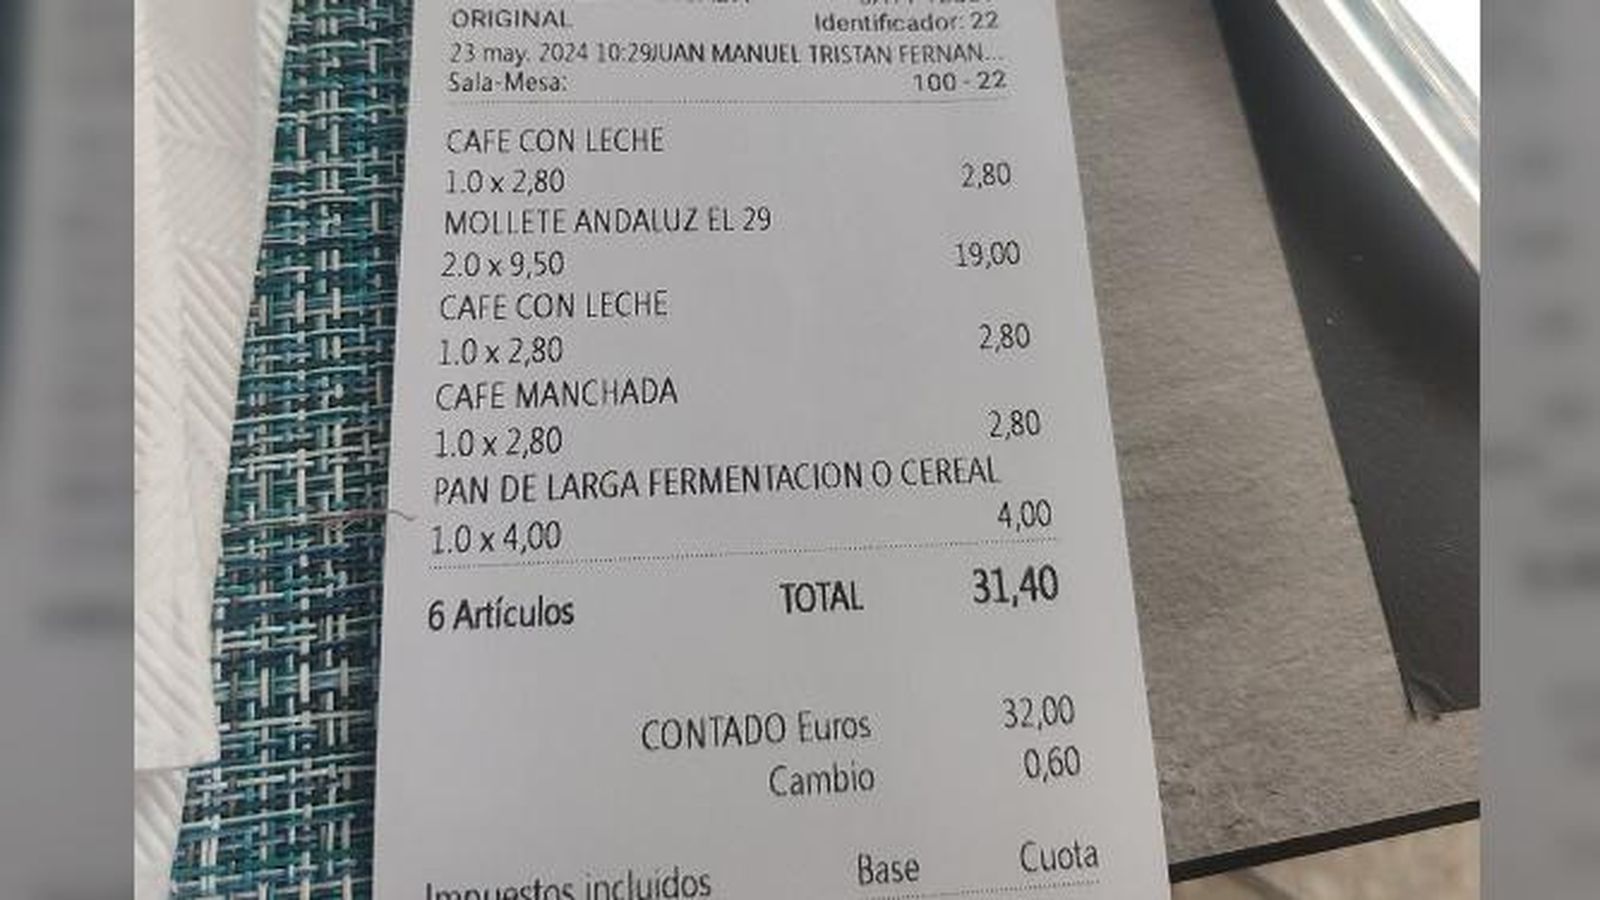 ORIGINAL Identificador: 22
23 may. 2024 10:29JUAN MANUEL TRISTAN FERNAN...
Sala-Mesa: 100 - 22
CAFE CON LECHE
1.0 x 2,80 2,80
MOLLETE ANDALUZ EL 29
2.0 x 9,50 19,00
CAFE CON LECHE
1.0 x 2,80 2,80
CAFE MANCHADA
1.0 x 2,80 2,80
PAN DE LARGA FERMENTACION O CEREAL
1.0 x 4,00 4,00
6 Artículos TOTAL 31,40
CONTADO Euros 32,00
Cambio 0,60
Impuestos incluidos Base Cuota